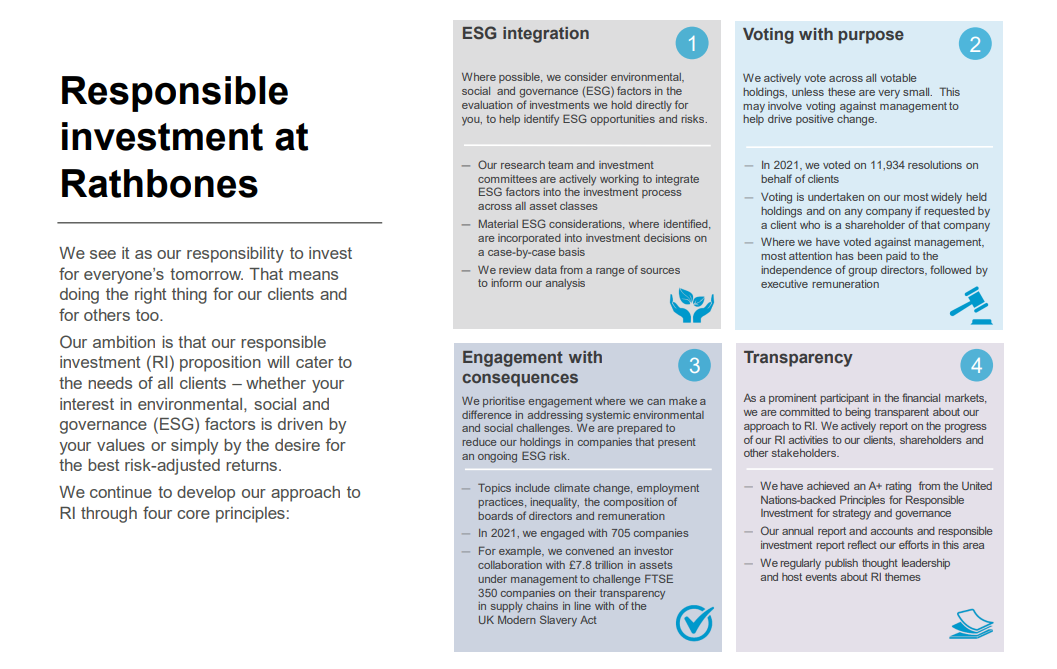 Responsible
investment at
Rathbones
We see it as our responsibility to invest
for everyone's tomorrow. That means
doing the right thing for our clients and
for others too.
Our ambition is that our responsible
investment (RI) proposition will cater to
the needs of all clients – whether your
interest in environmental, social and
governance (ESG) factors is driven by
your values or simply by the desire for
the best risk-adjusted returns.
We continue to develop our approach to
RI through four core principles:
ESG integration
1
Where possible, we consider environmental,
social and governance (ESG) factors in the
evaluation of investments we hold directly for
you, to help identify ESG opportunities and risks.
— Our research team and investment
committees are actively working to integrate
ESG factors into the investment process
across all asset classes
— Material ESG considerations, where identified,
are incorporated into investment decisions on
a case-by-case basis
— We review data from a range of sources
to inform our analysis
Voting with purpose
2
We actively vote across all votable
holdings, unless these are very small. This
may involve voting against management to
help drive positive change.
— In 2021, we voted on 11,934 resolutions on
behalf of clients
— Voting is undertaken on our most widely held
holdings and on any company if requested by
a client who is a shareholder of that company
— Where we have voted against management,
most attention has been paid to the
independence of group directors, followed by
executive remuneration
Engagement with
consequences
3
We prioritise engagement where we can make a
difference in addressing systemic environmental
and social challenges. We are prepared to
reduce our holdings in companies that present
an ongoing ESG risk.
— Topics include climate change, employment
practices, inequality, the composition of
boards of directors and remuneration
— In 2021, we engaged with 705 companies
— For example, we convened an investor
collaboration with £7.8 trillion in assets
under management to challenge FTSE
350 companies on their transparency
in supply chains in line with of the
UK Modern Slavery Act
Transparency
4
As a prominent participant in the financial markets,
we are committed to being transparent about our
approach to RI. We actively report on the progress
of our RI activities to our clients, shareholders and
other stakeholders.
— We have achieved an A+ rating from the United
Nations-backed Principles for Responsible
Investment for strategy and governance
— Our annual report and accounts and responsible
investment report reflect our efforts in this area
— We regularly publish thought leadership
and host events about RI themes